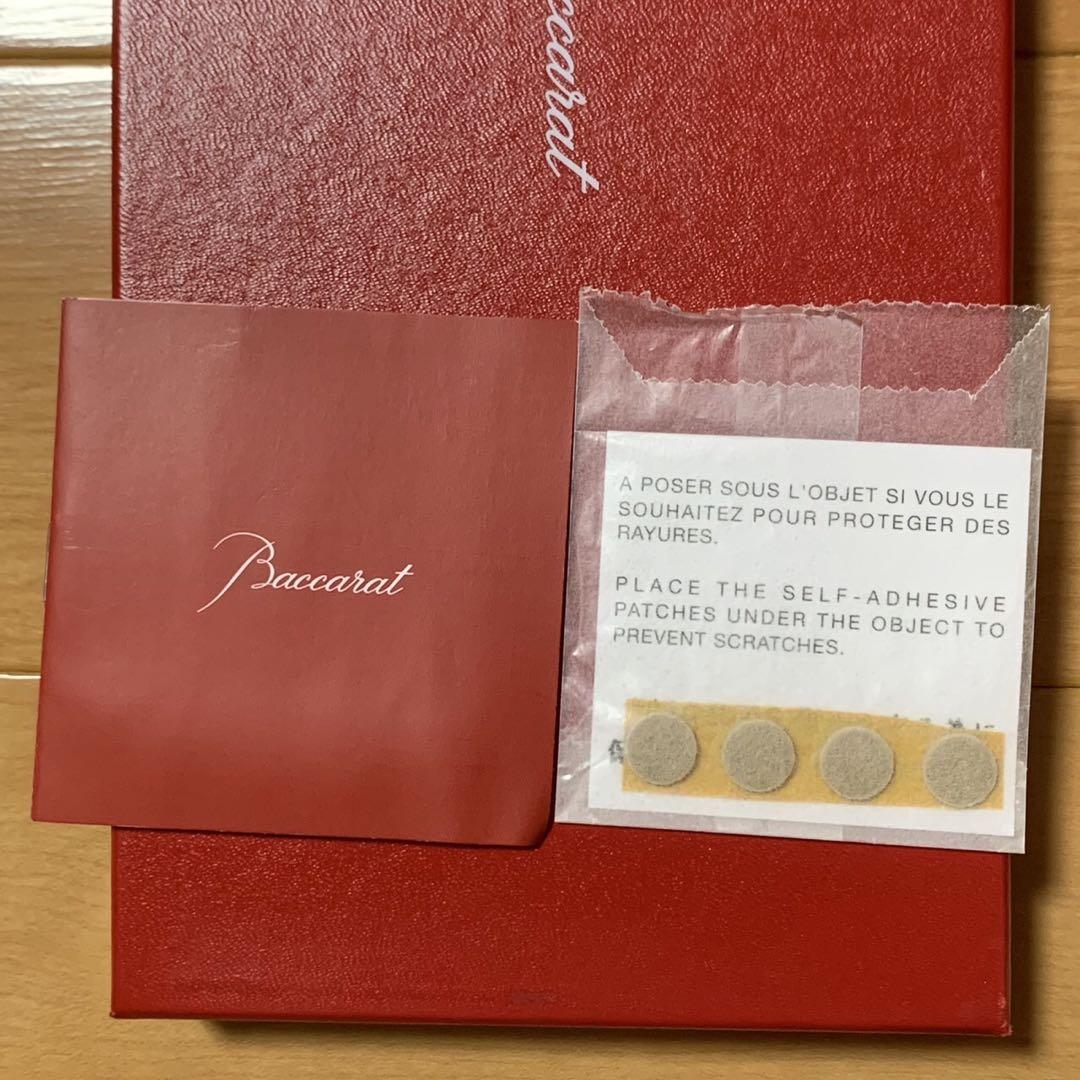 ccarat
Baccarat
A POSER SOUS L'OBJET SI VOUS LE
SOUHAITEZ POUR PROTEGER DES
RAYURES.
PLACE THE SELF-ADHESIVE
PATCHES UNDER THE OBJECT TO
PREVENT SCRATCHES.